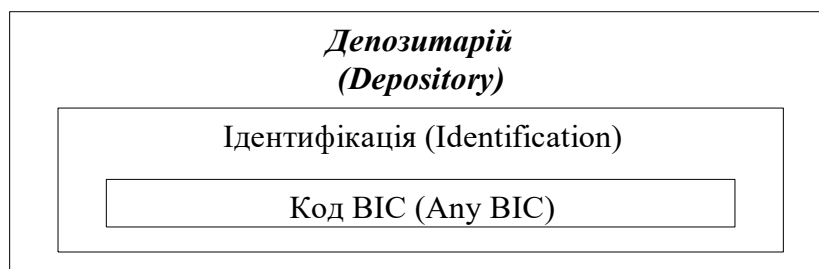 Депозитарій
(Depository)
Ідентифікація (Identification)
Код BIC (Any BIC)